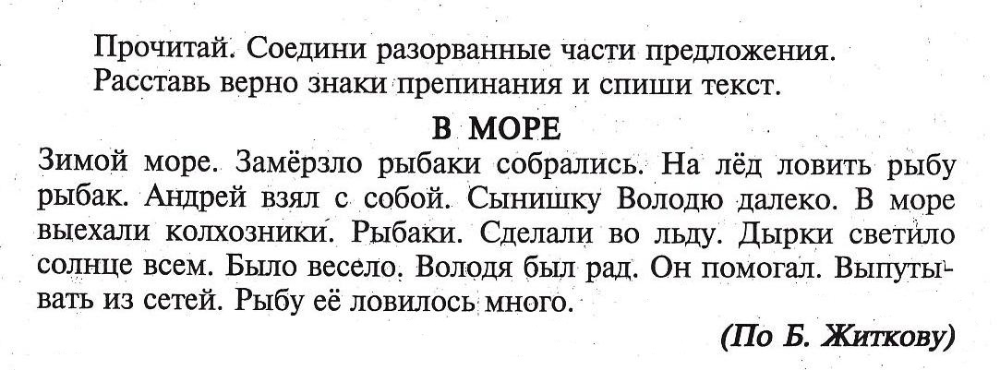 Прочитай. Соедини разорванные части предложения.
Расставь верно знаки препинания и спиши текст.
В МОРЕ
Зимой море. Замёрзло рыбаки собрались. На лёд ловить рыбу
рыбак. Андрей взял с собой. Сынишку Володю далеко. В море
выехали колхозники. Рыбаки. Сделали во льду. Дырки светило
солнце всем. Было весело. Володя был рад. Он помогал. Выпуты-
вать из сетей. Рыбу её ловилось много.
(По Б. Житкову)